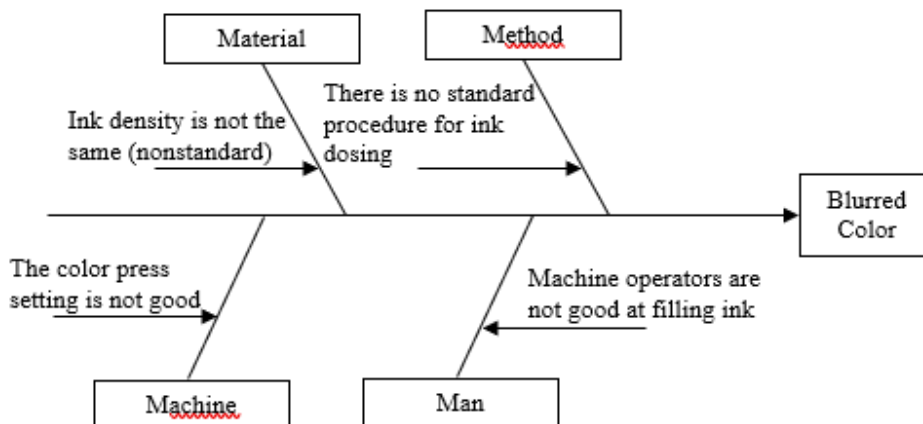 Material
Method
Ink density is not the
same (nonstandard)
There is no standard
procedure for ink
dosing
Blurred
Color
The color press
setting is not good
Machine operators are
not good at filling ink
Machine
Man